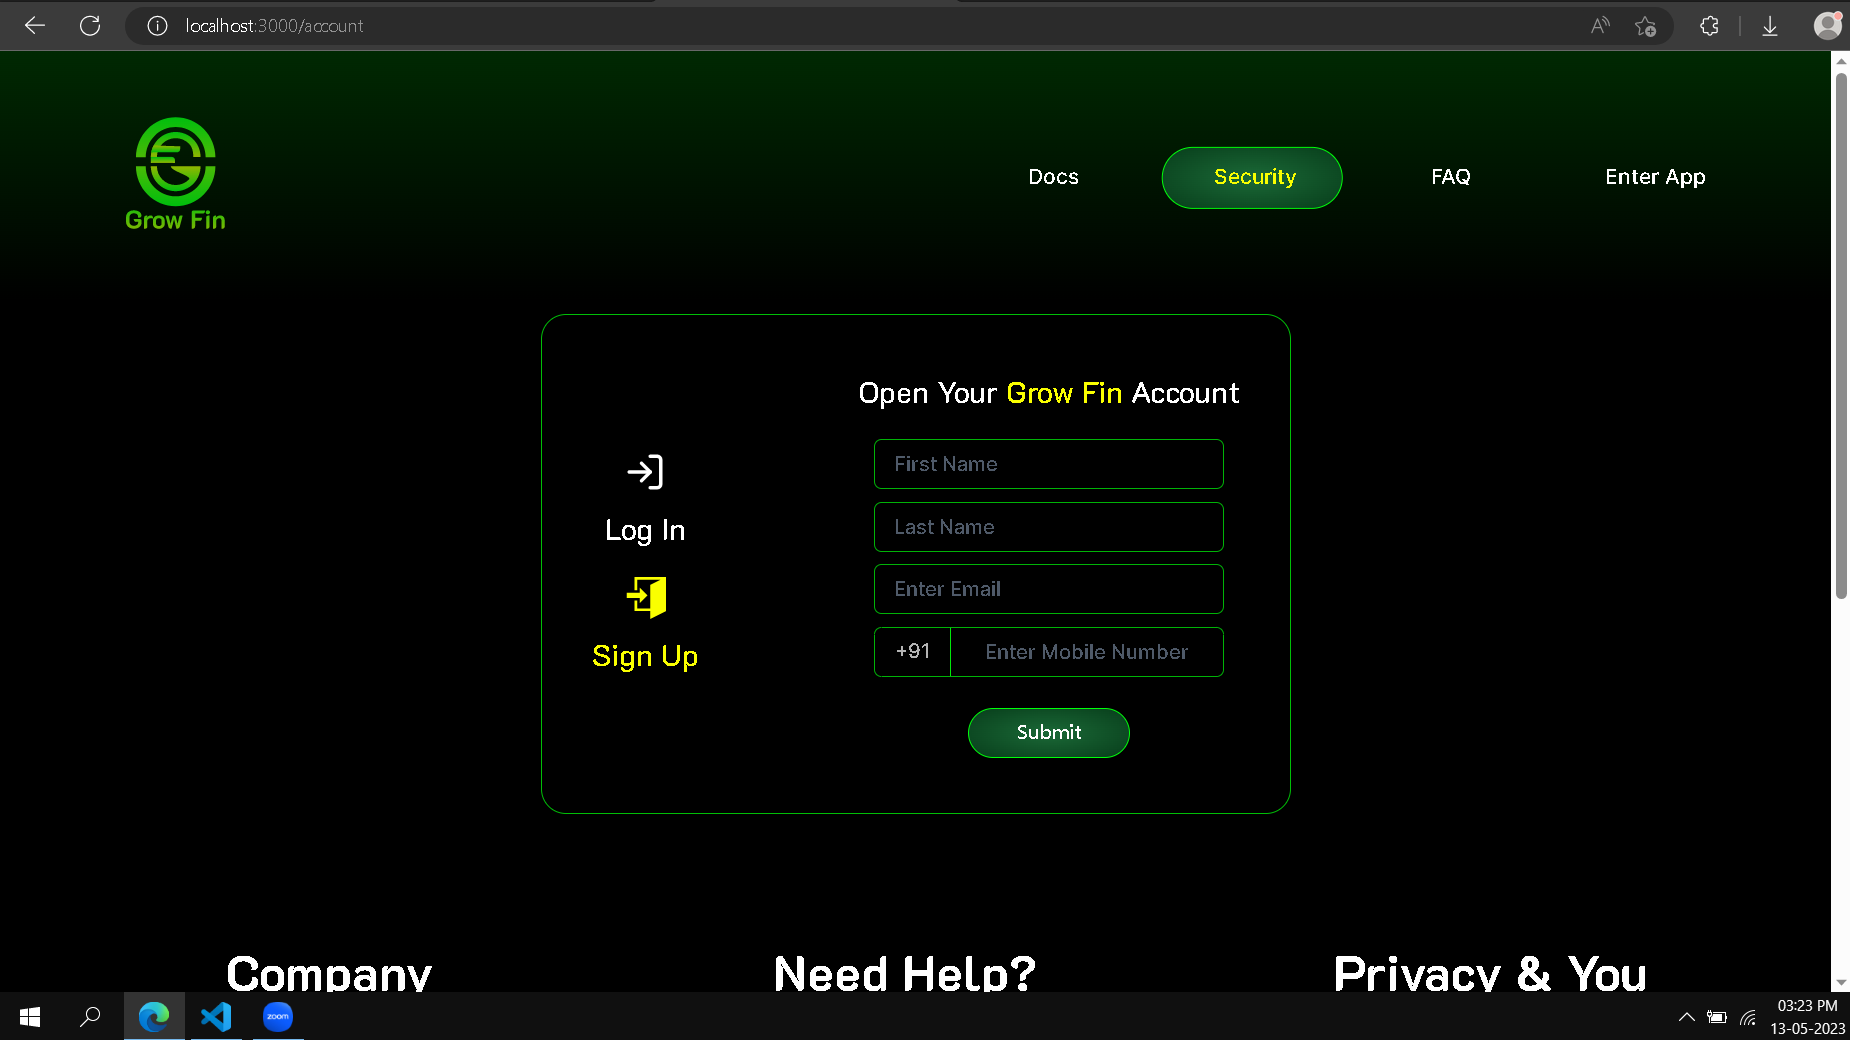 localhost:3000/account
Grow Fin
Docs
Security
FAQ
Enter App
Open Your Grow Fin Account
Log In
Sign Up
First Name
Last Name
Enter Email
+91
Enter Mobile Number
Submit
Company
Need Help?
Privacy & You
zoom
03:23 PM
13-05-2023